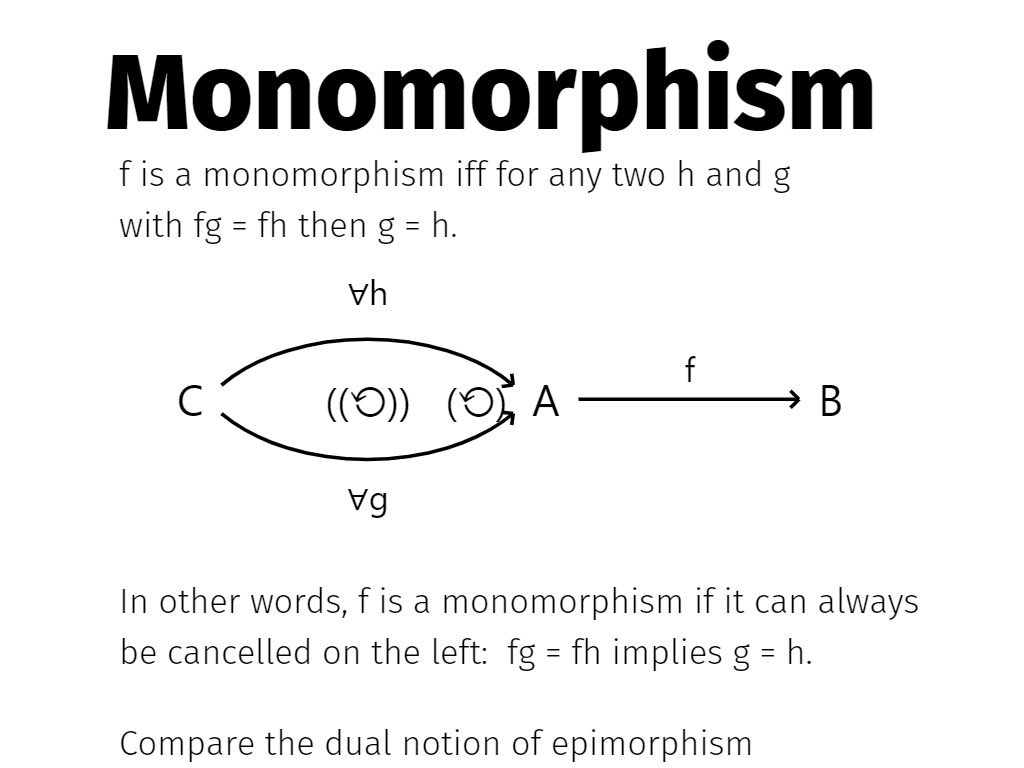 Monomorphism
f is a monomorphism iff for any two h and g
with fg = fh then g = h.
∀h
f
C ((↺)) (↺) A B
∀g
In other words, f is a monomorphism if it can always
be cancelled on the left:  fg = fh implies g = h.
Compare the dual notion of epimorphism